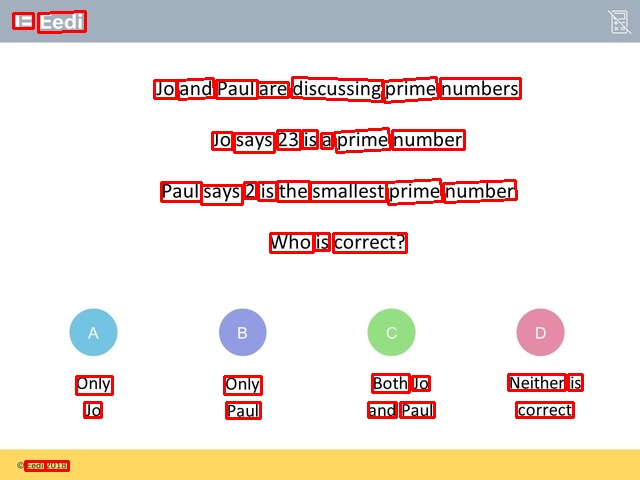 Eedi
Jo and Paul are discussing prime numbers
Jo says 23 is a prime number
Paul says 2 is the smallest prime number
Who is correct?
A
B
C
D
Only
Jo
Only
Paul
Both Jo
and Paul
Neither is
correct
© Eedi 2018